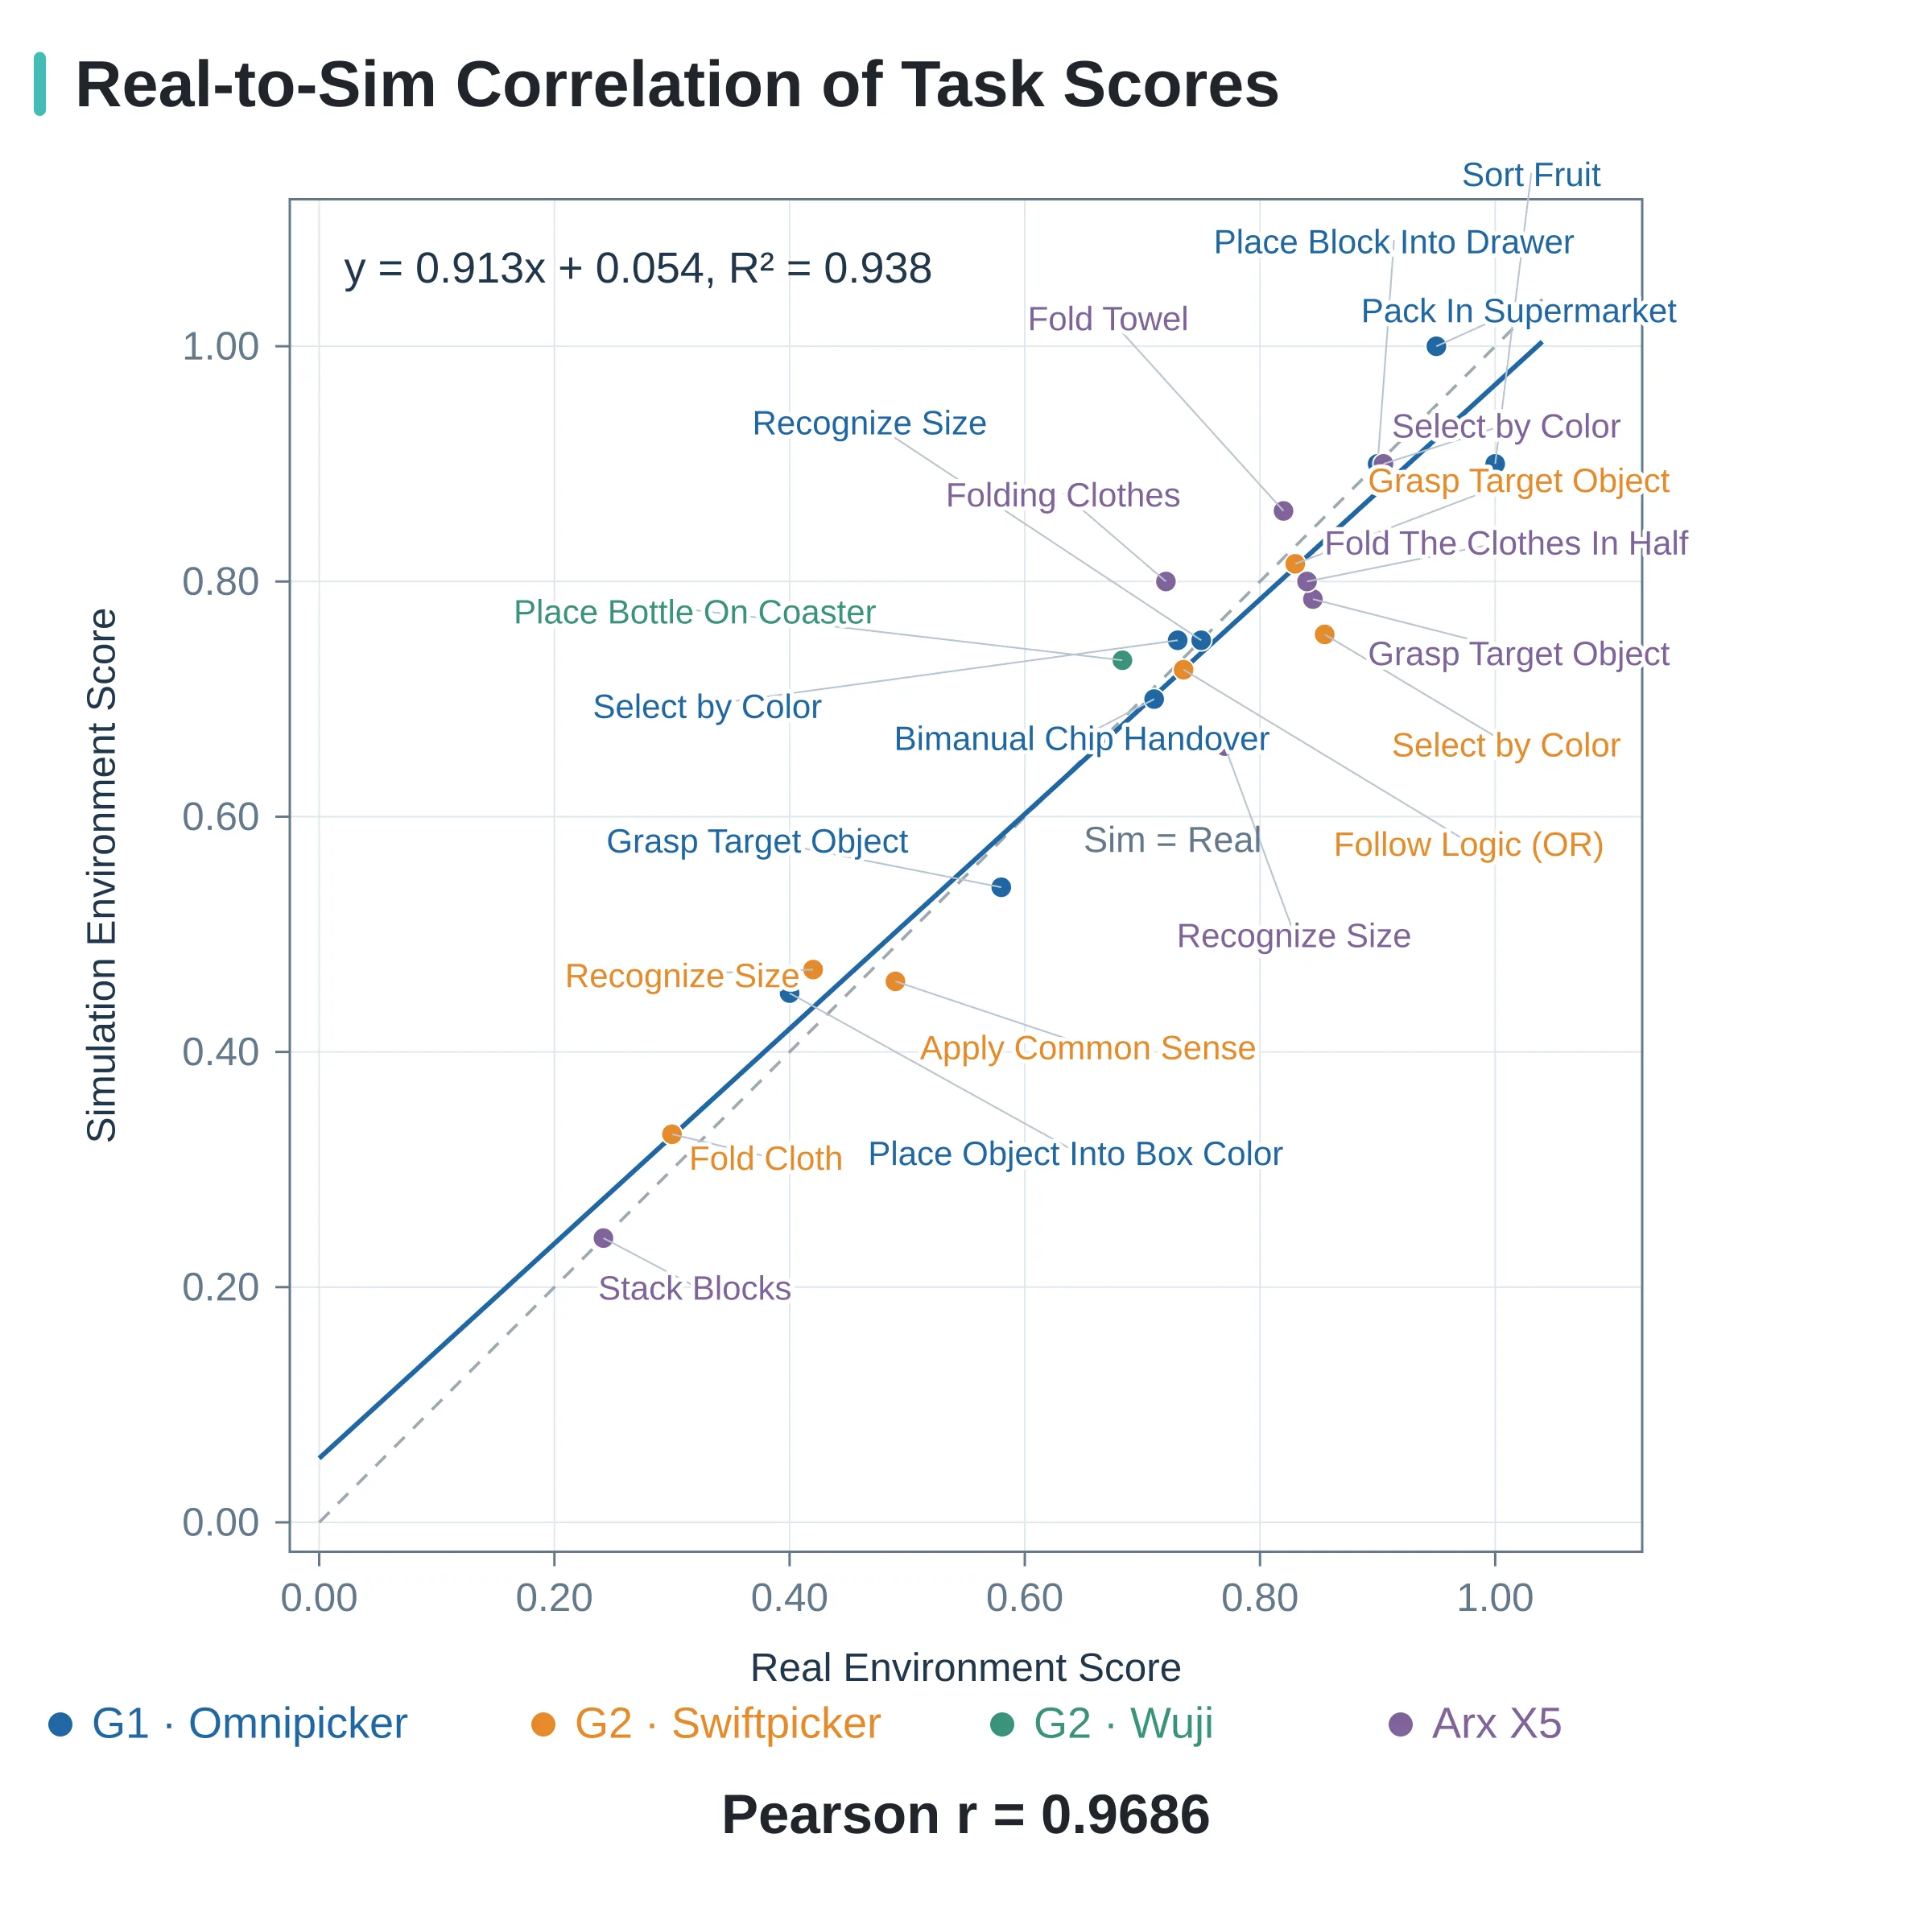 Real-to-Sim Correlation of Task Scores
Sort Fruit
Place Block Into Drawer
y = 0.913x + 0.054, R² = 0.938
Pack In Supermarket
Fold Towel
1.00
Recognize Size
Select by Color
Grasp Target Object
Folding Clothes
Fold The Clothes In Half
0.80
Place Bottle On Coaster
Grasp Target Object
Select by Color
Bimanual Chip Handover
Select by Color
0.60
Sim = Real
Grasp Target Object
Follow Logic (OR)
Recognize Size
Recognize Size
Apply Common Sense
0.40
Place Object Into Box Color
Fold Cloth
0.20
Stack Blocks
0.00
Simulation Environment Score
0.00 0.20 0.40 0.60 0.80 1.00
Real Environment Score
G1 · Omnipicker G2 · Swiftpicker G2 · Wuji Arx X5
Pearson r = 0.9686